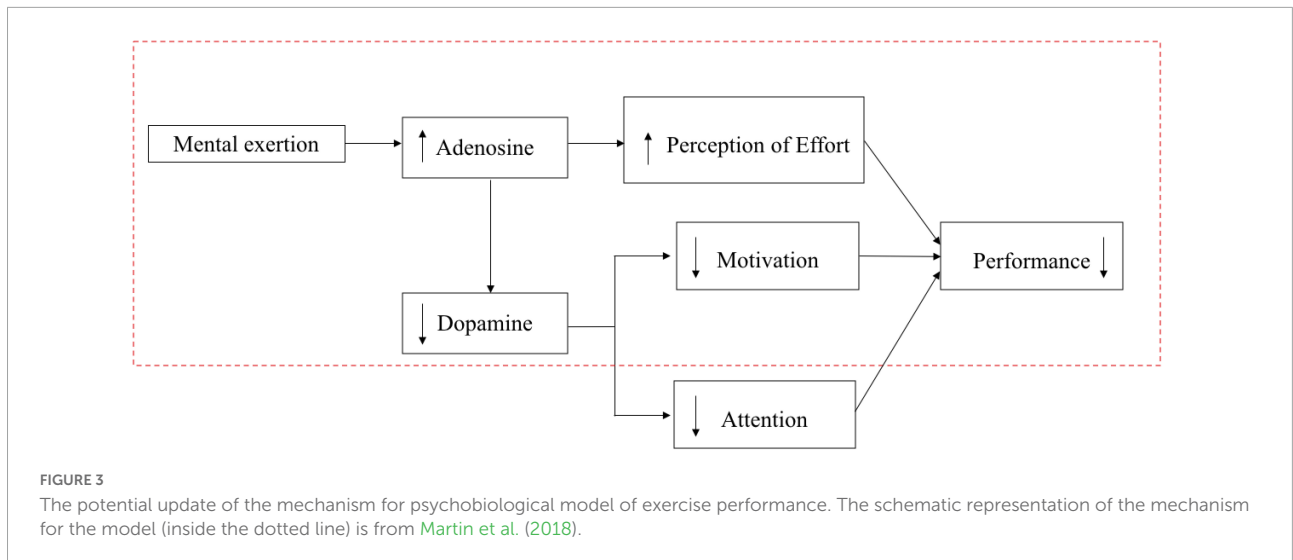 Mental exertion
↑ Adenosine
↑ Perception of Effort
↓ Motivation
Performance ↓
↓ Dopamine
↓ Attention
FIGURE 3
The potential update of the mechanism for psychobiological model of exercise performance. The schematic representation of the mechanism
for the model (inside the dotted line) is from Martin et al. (2018).